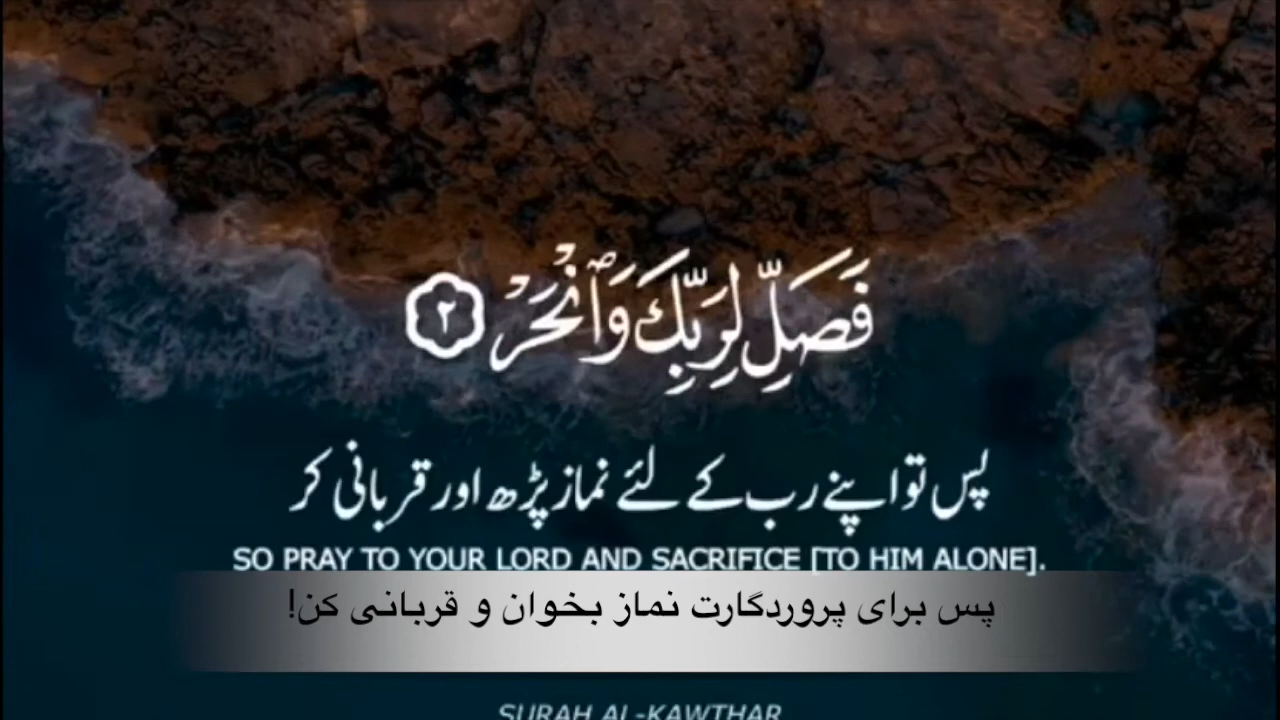 فَصَلِّ لِرَبِّكَ وَٱنْحَرْ ۝٢
پس تو اپنے رب کے لئے نماز پڑھ اور قربانی کر
SO PRAY TO YOUR LORD AND SACRIFICE [TO HIM ALONE].
پس برای پروردگارت نماز بخوان و قربانی کن!
SURAH AL-KAWTHAR